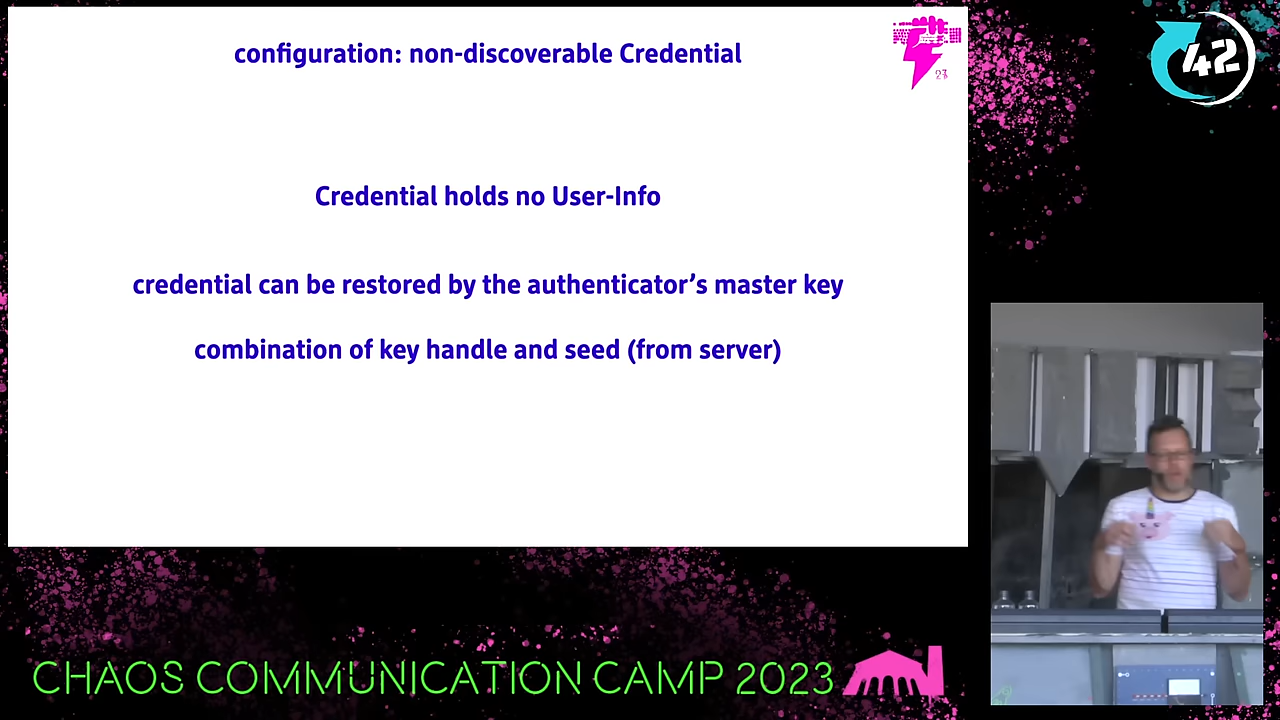 configuration: non-discoverable Credential
23
42
Credential holds no User-Info
credential can be restored by the authenticator’s master key
combination of key handle and seed (from server)
CHAOS COMMUNICATION CAMP 2023